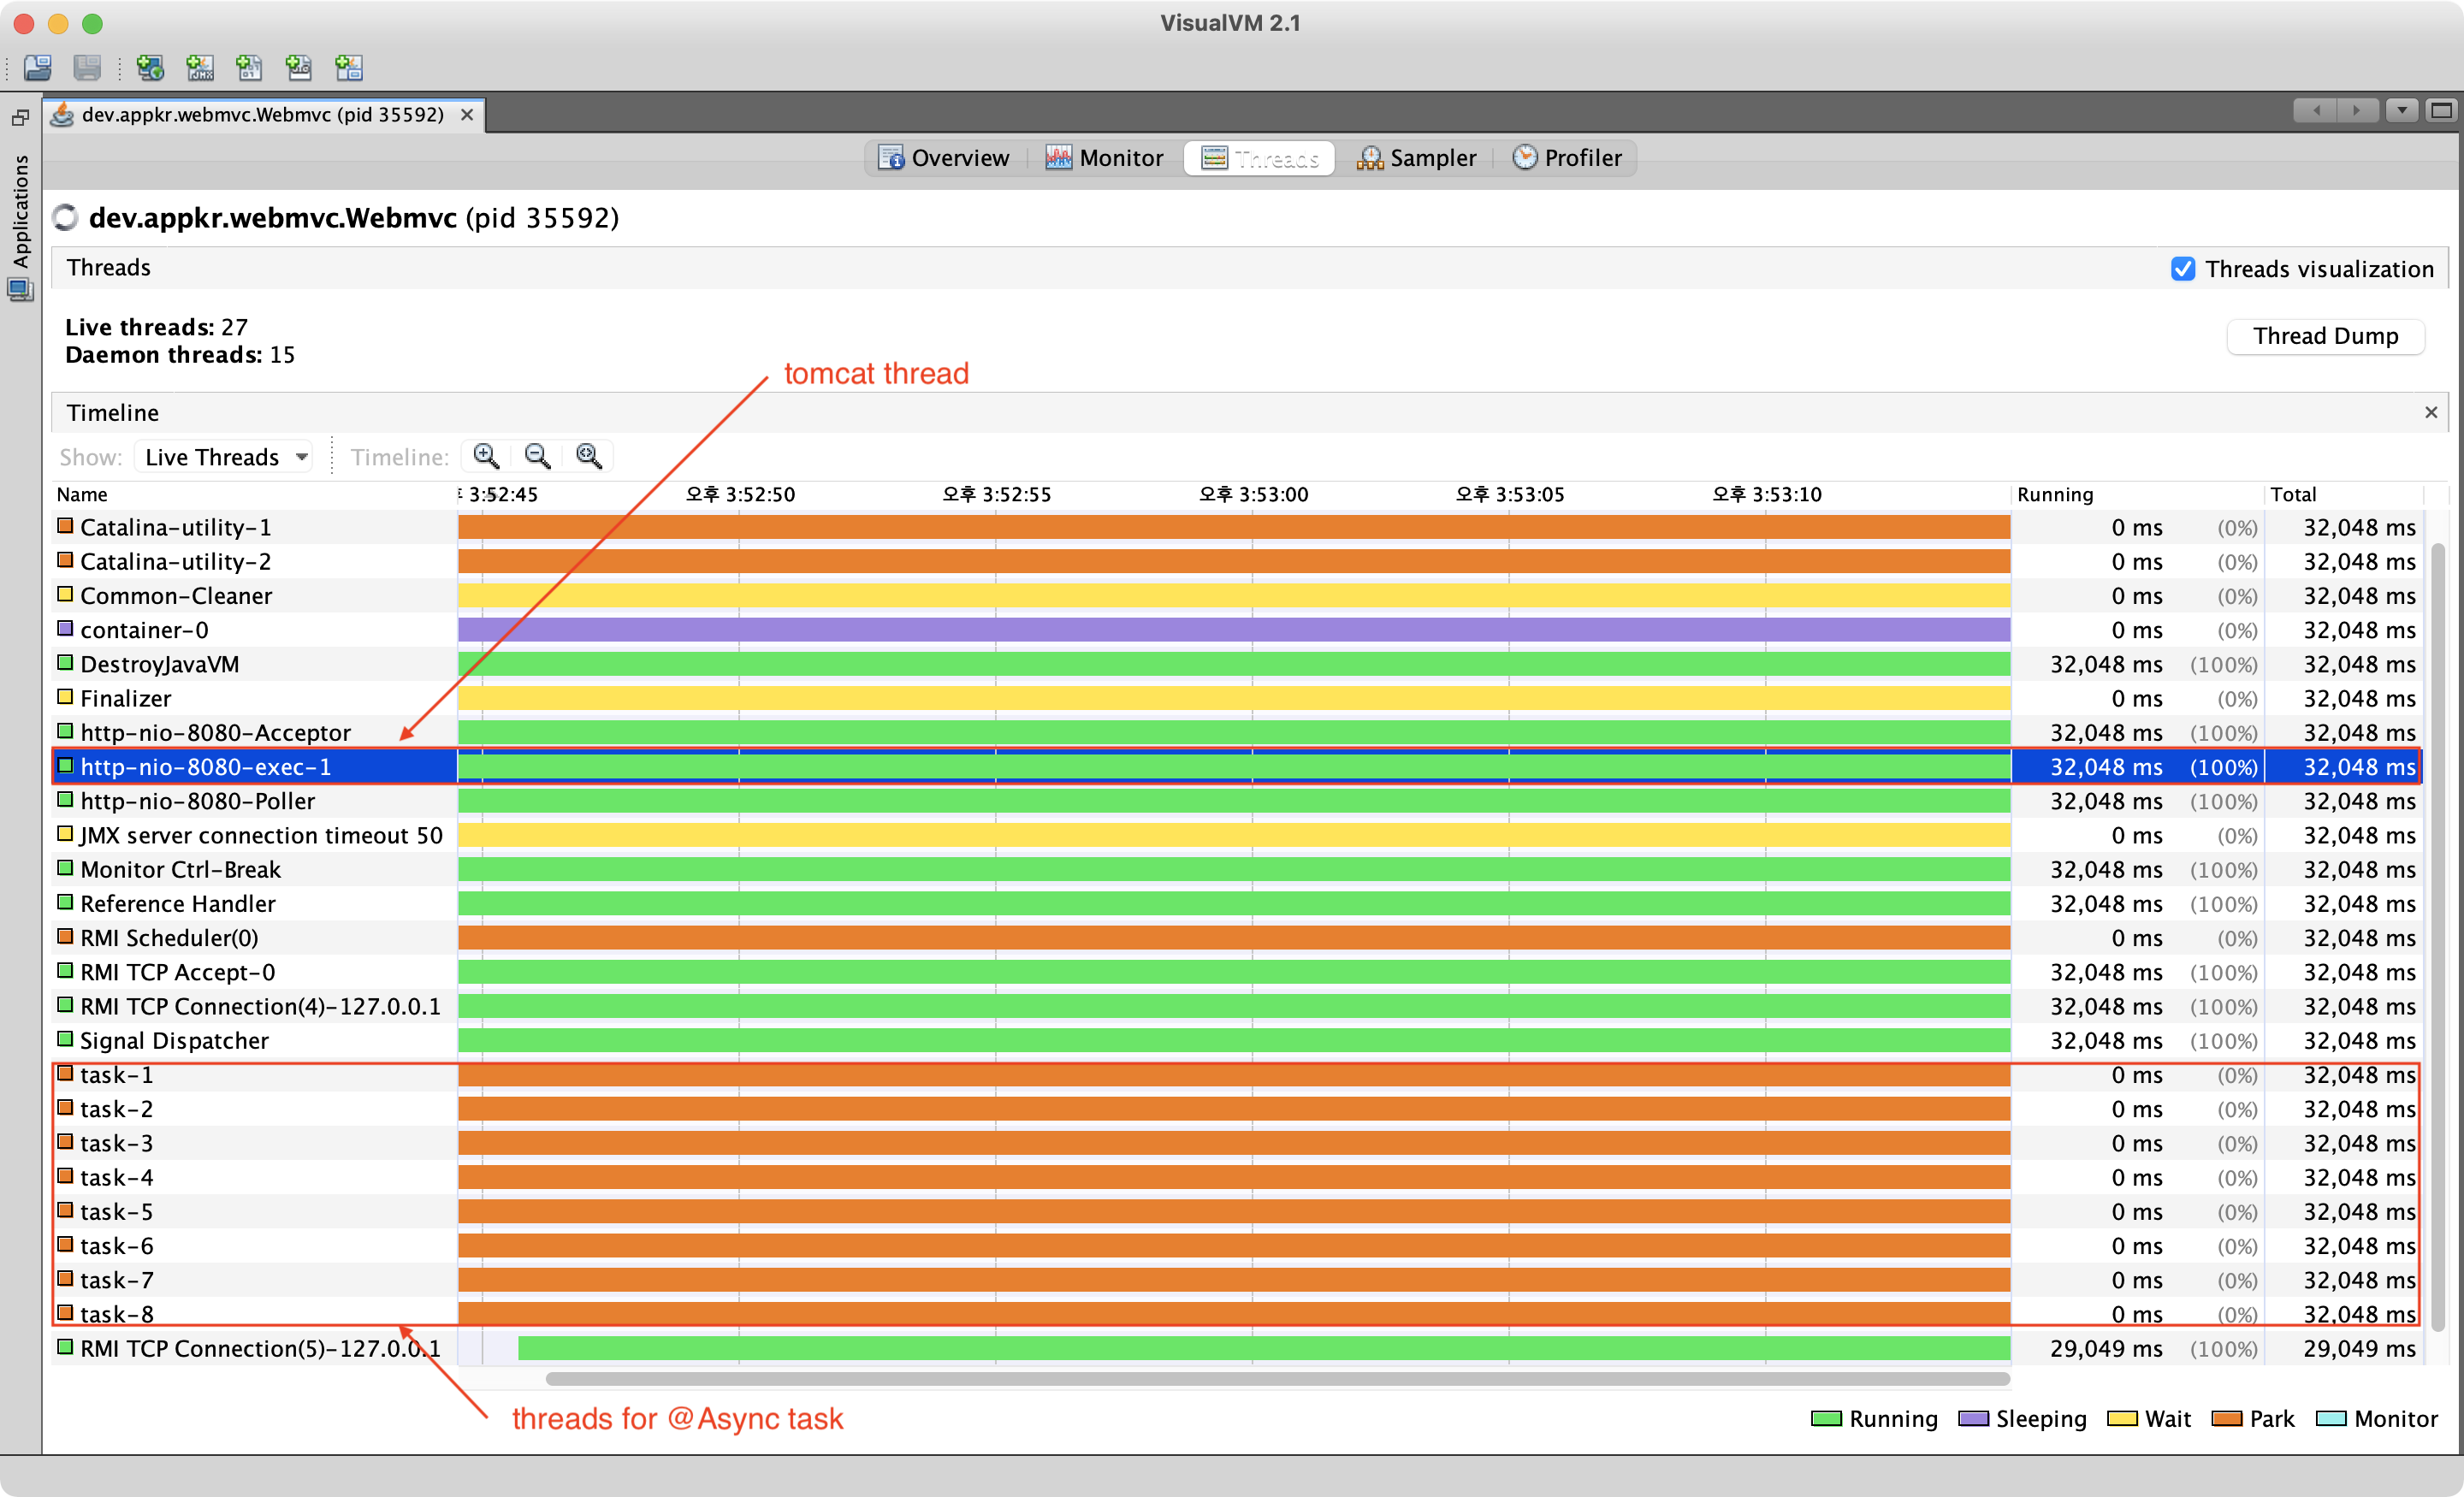 VisualVM 2.1
dev.appkr.webmvc.Webmvc (pid 35592)
Applications
Overview Monitor Threads Sampler Profiler
dev.appkr.webmvc.Webmvc (pid 35592)
Threads Threads visualization
Live threads: 27
Daemon threads: 15
Thread Dump
tomcat thread
Timeline
Show: Live Threads Timeline:
Name 3:52:45 오후 3:52:50 오후 3:52:55 오후 3:53:00 오후 3:53:05 오후 3:53:10 Running Total
Catalina-utility-1 0 ms (0%) 32,048 ms
Catalina-utility-2 0 ms (0%) 32,048 ms
Common-Cleaner 0 ms (0%) 32,048 ms
container-0 0 ms (0%) 32,048 ms
DestroyJavaVM 32,048 ms (100%) 32,048 ms
Finalizer 0 ms (0%) 32,048 ms
http-nio-8080-Acceptor 32,048 ms (100%) 32,048 ms
http-nio-8080-exec-1 32,048 ms (100%) 32,048 ms
http-nio-8080-Poller 32,048 ms (100%) 32,048 ms
JMX server connection timeout 50 0 ms (0%) 32,048 ms
Monitor Ctrl-Break 32,048 ms (100%) 32,048 ms
Reference Handler 32,048 ms (100%) 32,048 ms
RMI Scheduler(0) 0 ms (0%) 32,048 ms
RMI TCP Accept-0 32,048 ms (100%) 32,048 ms
RMI TCP Connection(4)-127.0.0.1 32,048 ms (100%) 32,048 ms
Signal Dispatcher 32,048 ms (100%) 32,048 ms
task-1 0 ms (0%) 32,048 ms
task-2 0 ms (0%) 32,048 ms
task-3 0 ms (0%) 32,048 ms
task-4 0 ms (0%) 32,048 ms
task-5 0 ms (0%) 32,048 ms
task-6 0 ms (0%) 32,048 ms
task-7 0 ms (0%) 32,048 ms
task-8 0 ms (0%) 32,048 ms
RMI TCP Connection(5)-127.0.0.1 29,049 ms (100%) 29,049 ms
threads for @Async task
Running Sleeping Wait Park Monitor